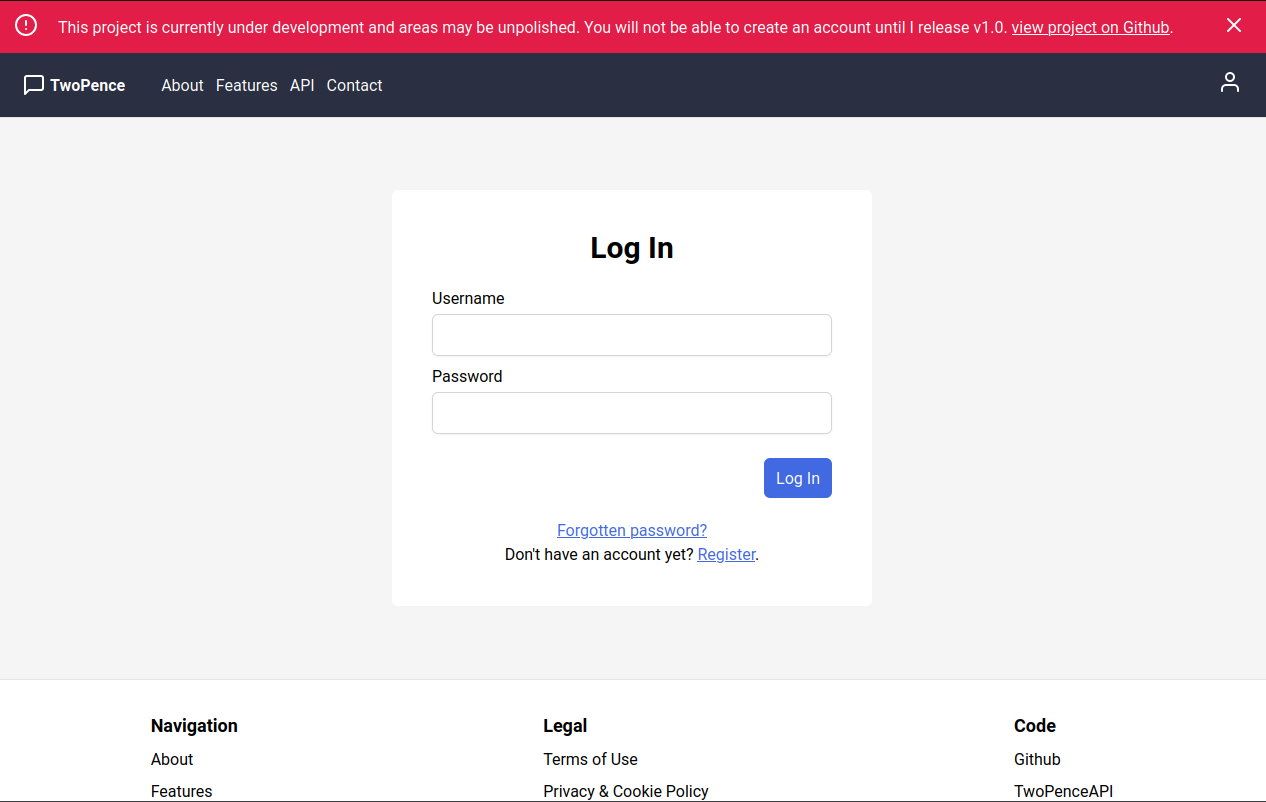 This project is currently under development and areas may be unpolished. You will not be able to create an account until I release v1.0. view project on Github.
TwoPence About Features API Contact
Log In
Username
Password
Log In
Forgotten password?
Don't have an account yet? Register.
Navigation Legal Code
About Terms of Use Github
Features Privacy & Cookie Policy TwoPenceAPI